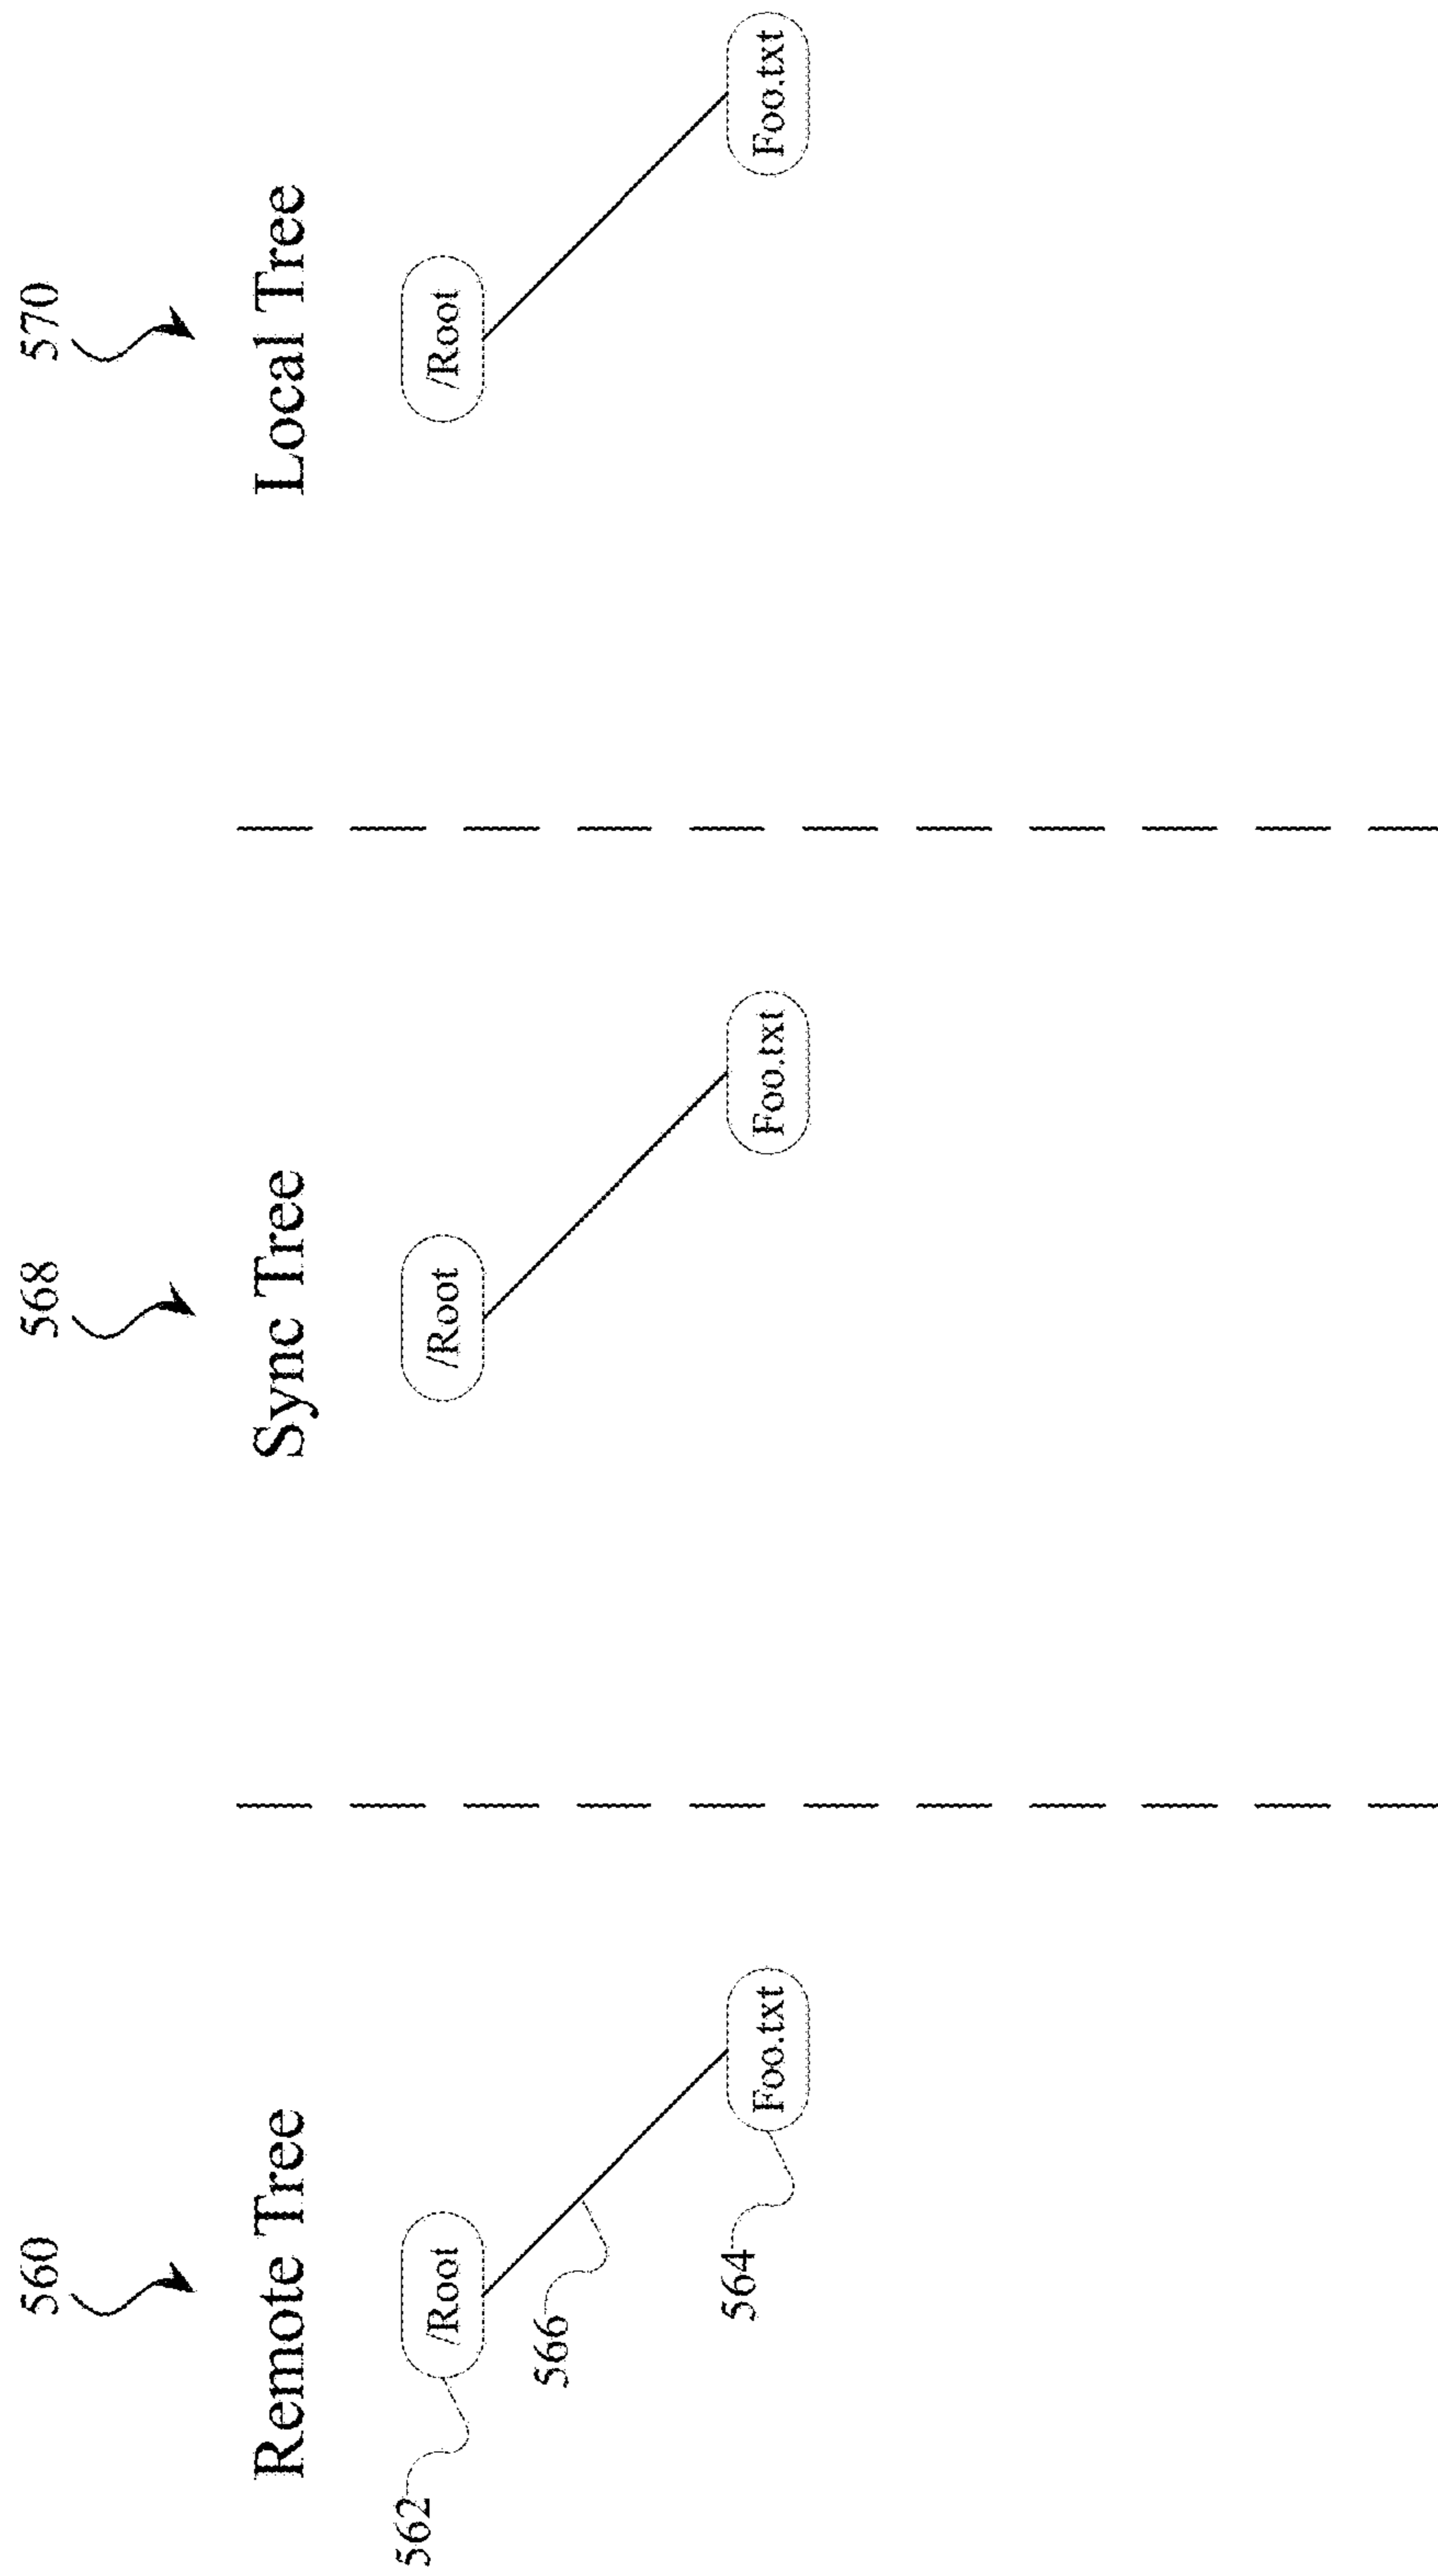 560
568
570
Remote Tree
Sync Tree
Local Tree
562
/Root
/Root
/Root
566
564
Foo.txt
Foo.txt
Foo.txt